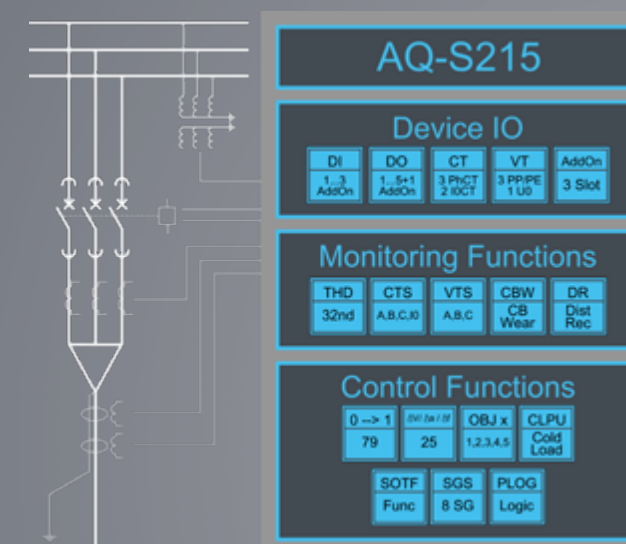 AQ-S215
Device IO
DI DO CT VT AddOn
1...3 AddOn 1...5+1 AddOn 3 PhCT 2 I0CT 3 PP/PE 1 U0 3 Slot
Monitoring Functions
THD CTS VTS CBW DR
32nd A,B,C,I0 A,B,C CB Wear Dist Rec
Control Functions
0 --> 1 OBJ x CLPU
79 25 1,2,3,4,5 Cold Load
SOTF SGS PLOG
Func 8 SG Logic